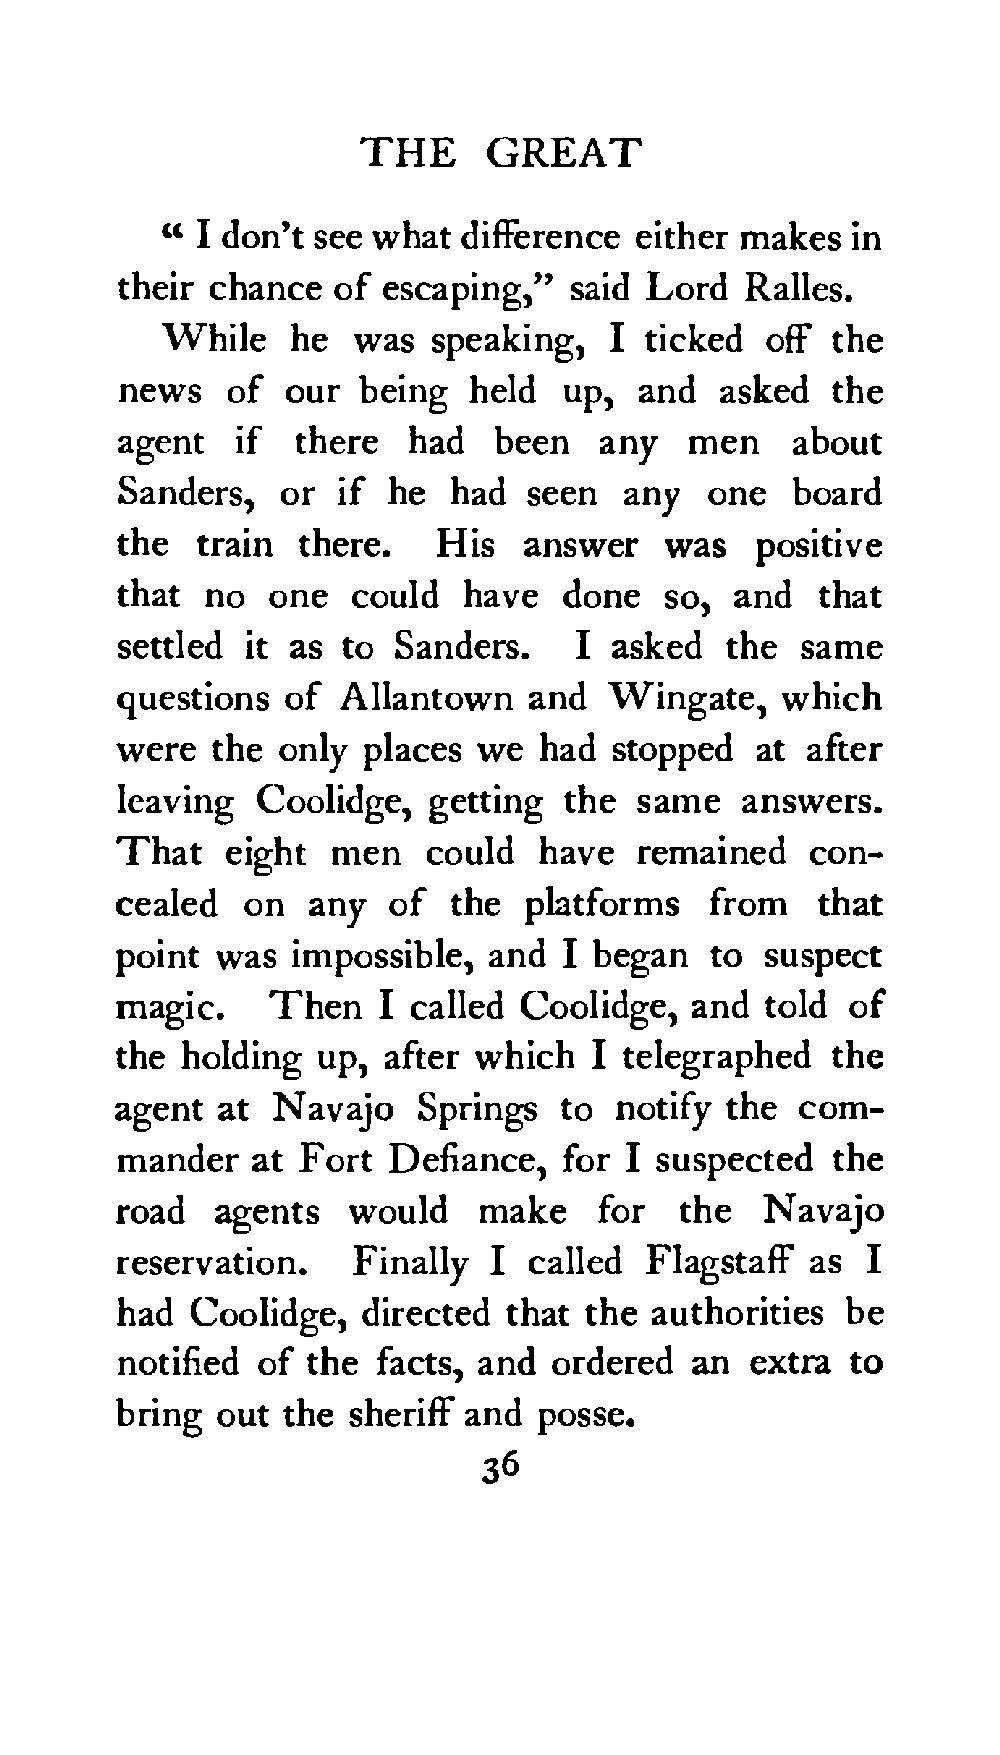 THE GREAT
“ I don't see what difference either makes in
their chance of escaping,” said Lord Ralles.
While he was speaking, I ticked off the
news of our being held up, and asked the
agent if there had been any men about
Sanders, or if he had seen any one board
the train there. His answer was positive
that no one could have done so, and that
settled it as to Sanders. I asked the same
questions of Allantown and Wingate, which
were the only places we had stopped at after
leaving Coolidge, getting the same answers.
That eight men could have remained con-
cealed on any of the platforms from that
point was impossible, and I began to suspect
magic. Then I called Coolidge, and told of
the holding up, after which I telegraphed the
agent at Navajo Springs to notify the com-
mander at Fort Defiance, for I suspected the
road agents would make for the Navajo
reservation. Finally I called Flagstaff as I
had Coolidge, directed that the authorities be
notified of the facts, and ordered an extra to
bring out the sheriff and posse.
36